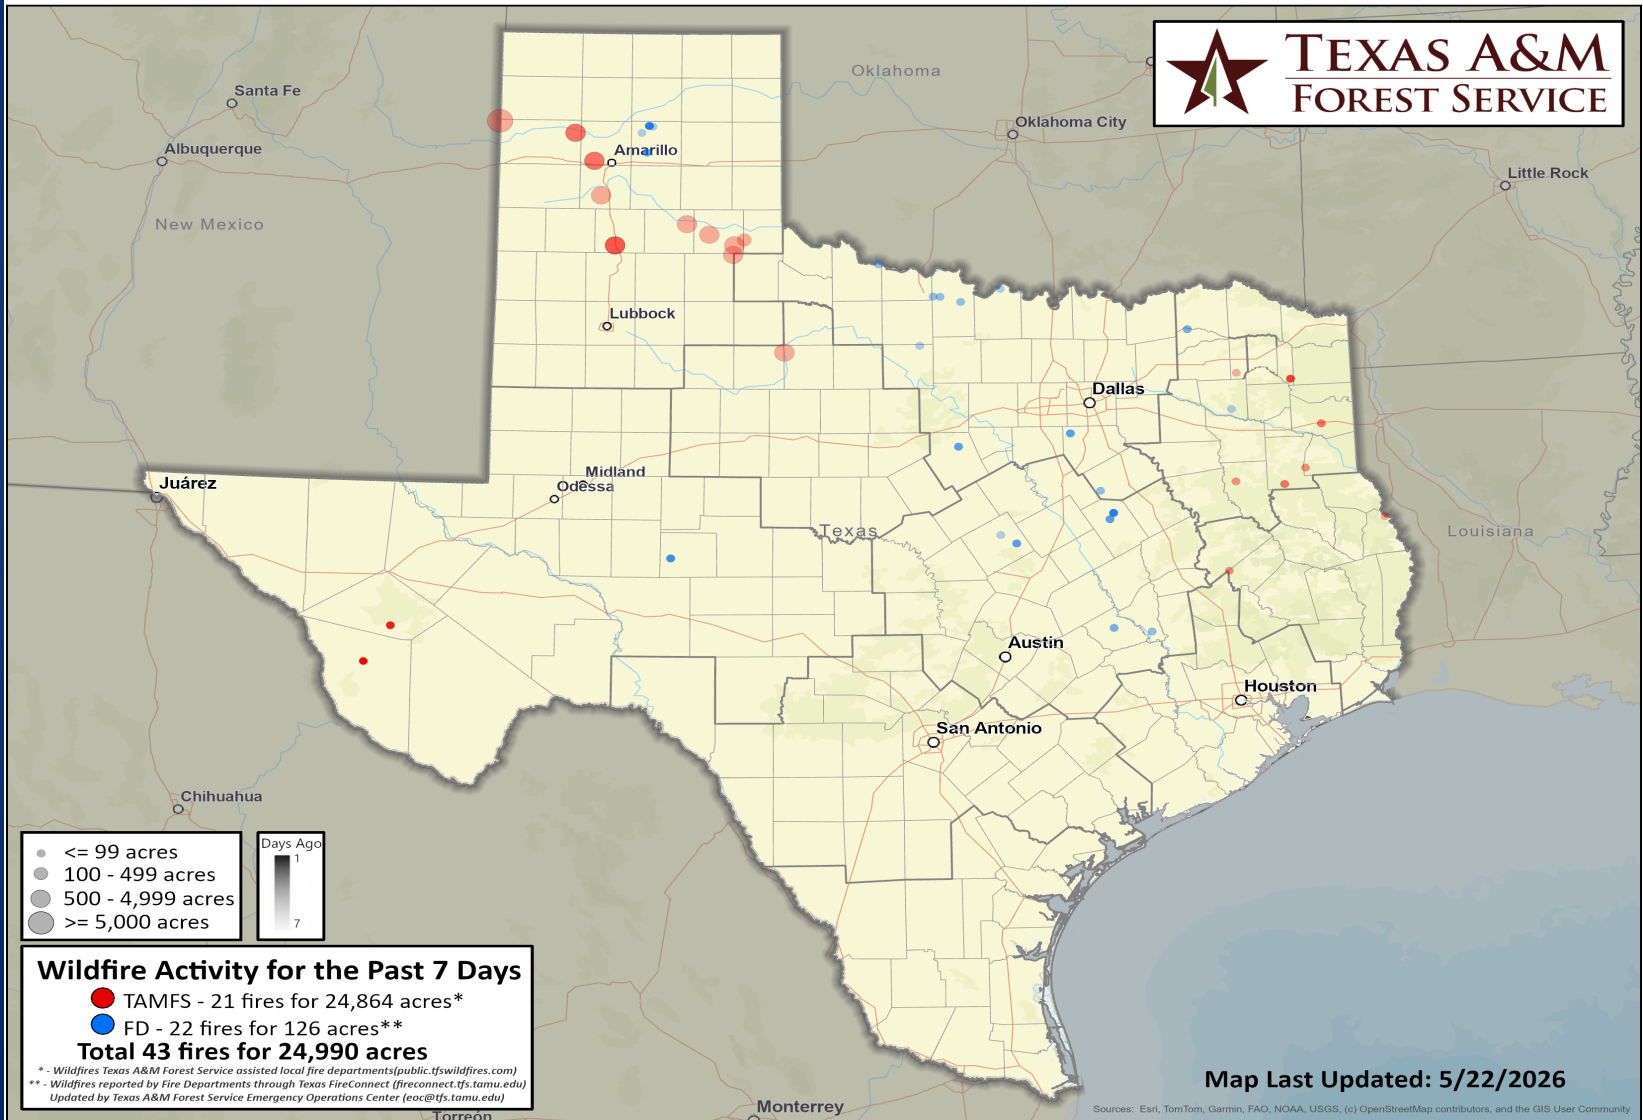 TEXAS A&M
FOREST SERVICE
Oklahoma
Santa Fe
Oklahoma City
Albuquerque
Amarillo
Little Rock
New Mexico
Lubbock
Dallas
Midland
Odessa
Juárez
Texas
Louisiana
Austin
Houston
San Antonio
Chihuahua
<= 99 acres
100 - 499 acres
500 - 4,999 acres
>= 5,000 acres
Days Ago
1
7
Wildfire Activity for the Past 7 Days
TAMFS - 21 fires for 24,864 acres*
FD - 22 fires for 126 acres**
Total 43 fires for 24,990 acres
* - Wildfires Texas A&M Forest Service assisted local fire departments(public.tfswildfires.com)
** - Wildfires reported by Fire Departments through Texas FireConnect (fireconnect.tfs.tamu.edu)
Updated by Texas A&M Forest Service Emergency Operations Center (eoc@tfs.tamu.edu)
Torreón
Monterrey
Map Last Updated: 5/22/2026
Sources: Esri, TomTom, Garmin, FAO, NOAA, USGS, (c) OpenStreetMap contributors, and the GIS User Community